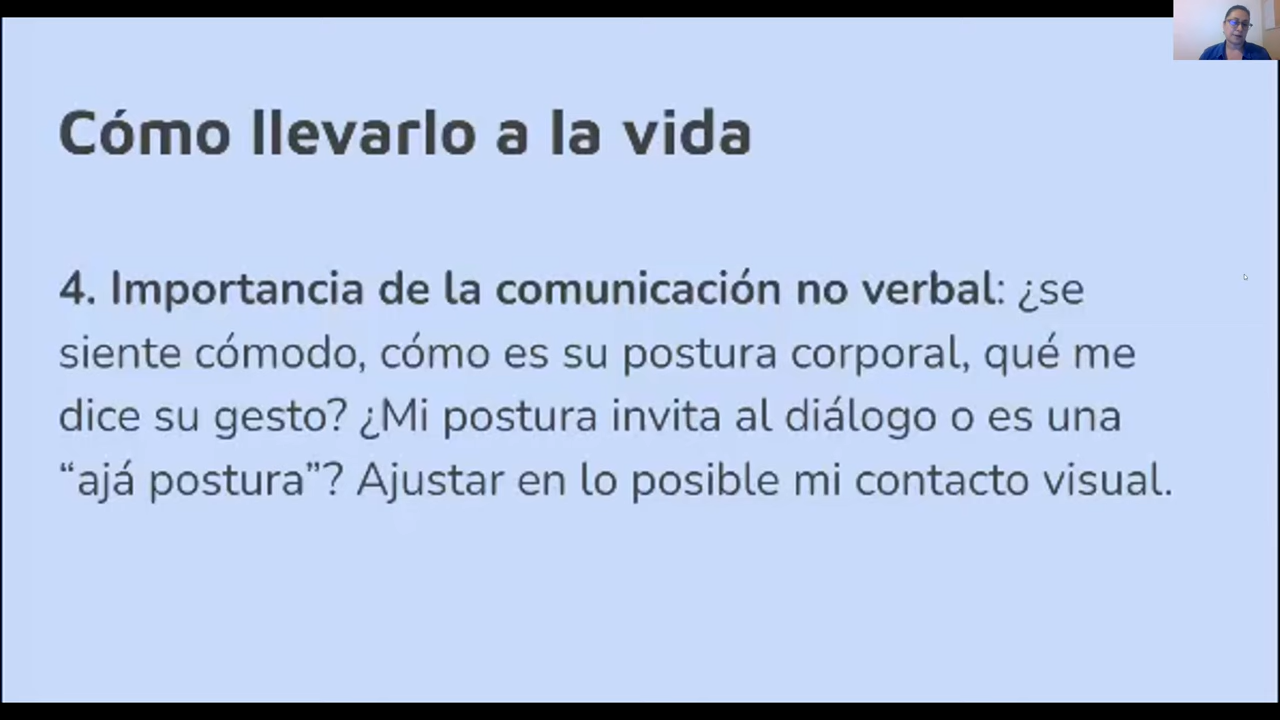 Cómo llevarlo a la vida
4. Importancia de la comunicación no verbal: ¿se
siente cómodo, cómo es su postura corporal, qué me
dice su gesto? ¿Mi postura invita al diálogo o es una
“ajá postura”? Ajustar en lo posible mi contacto visual.